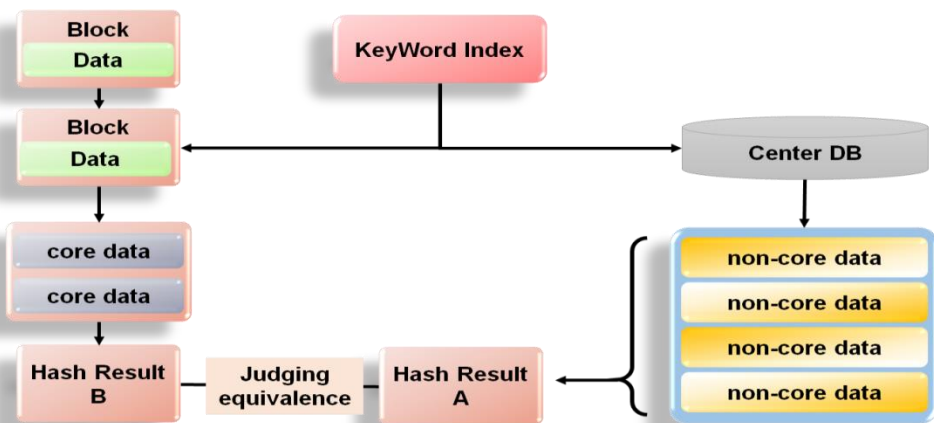 Block
Data
KeyWord Index
Block
Data
Center DB
core data
core data
non-core data
non-core data
non-core data
non-core data
Hash Result
B
Judging
equivalence
Hash Result
A